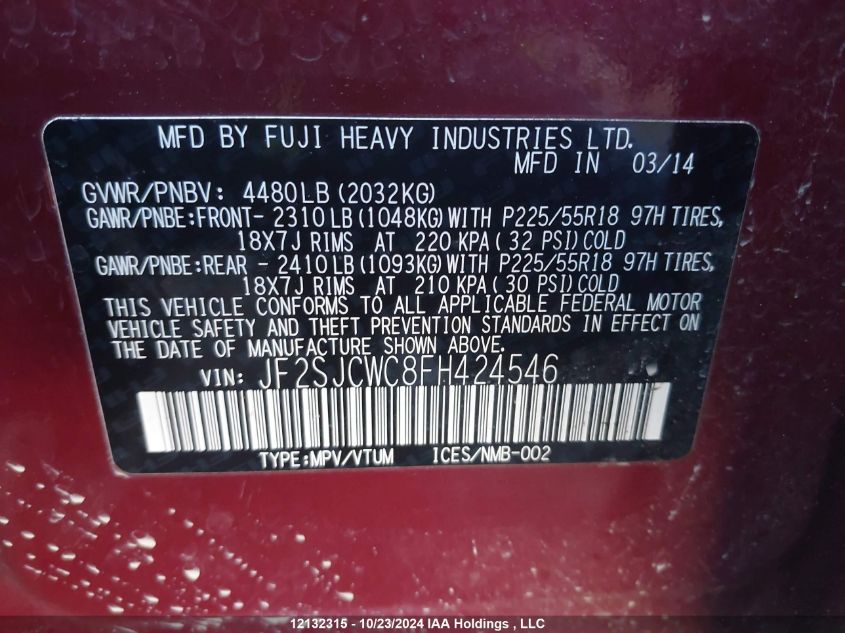 MFD BY FUJI HEAVY INDUSTRIES LTD.
MFD IN 03/14
GVWR/PNBV: 4480LB (2032KG)
GAWR/PNBE:FRONT- 2310LB (1048KG)WITH P225/55R18 97H TIRES,
18X7J RIMS AT 220 KPA (32 PSI)COLD
GAWR/PNBE:REAR - 2410LB (1093KG)WITH P225/55R18 97H TIRES,
18X7J RIMS AT 210 KPA (30 PSI)COLD
THIS VEHICLE CONFORMS TO ALL APPLICABLE FEDERAL MOTOR
VEHICLE SAFETY AND THEFT PREVENTION STANDARDS IN EFFECT ON
THE DATE OF MANUFACTURE SHOWN ABOVE.
VIN: JF2SJCWC8FH424546
TYPE:MPV/VTUM ICES/NMB-002
12132315 - 10/23/2024 IAA Holdings , LLC